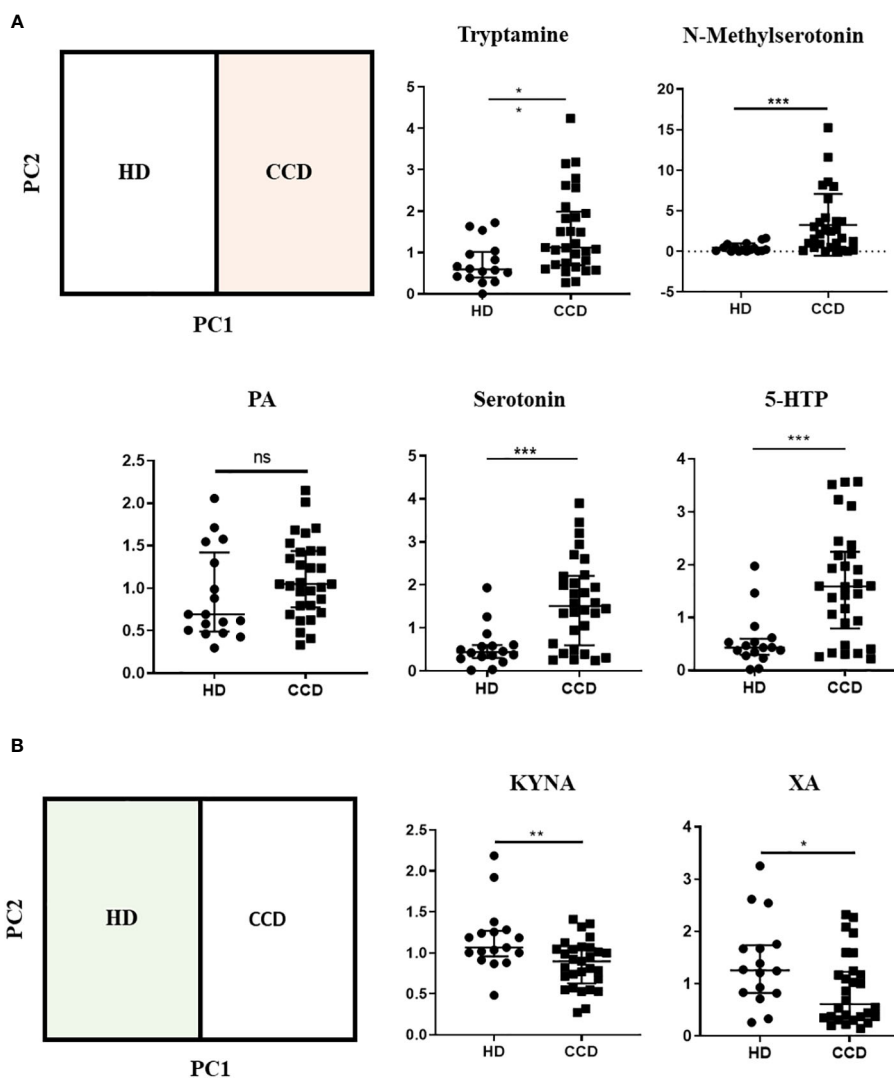 A
PC2
HD
CCD
PC1
Tryptamine
*
*
5
4
3
2
1
0
HD
CCD
N-Methylserotonin
***
20
15
10
5
0
-5
HD
CCD
PA
ns
2.5
2.0
1.5
1.0
0.5
0.0
HD
CCD
Serotonin
***
5
4
3
2
1
0
HD
CCD
5-HTP
***
4
3
2
1
0
HD
CCD
B
PC2
HD
CCD
PC1
KYNA
**
2.5
2.0
1.5
1.0
0.5
0.0
HD
CCD
XA
*
4
3
2
1
0
HD
CCD